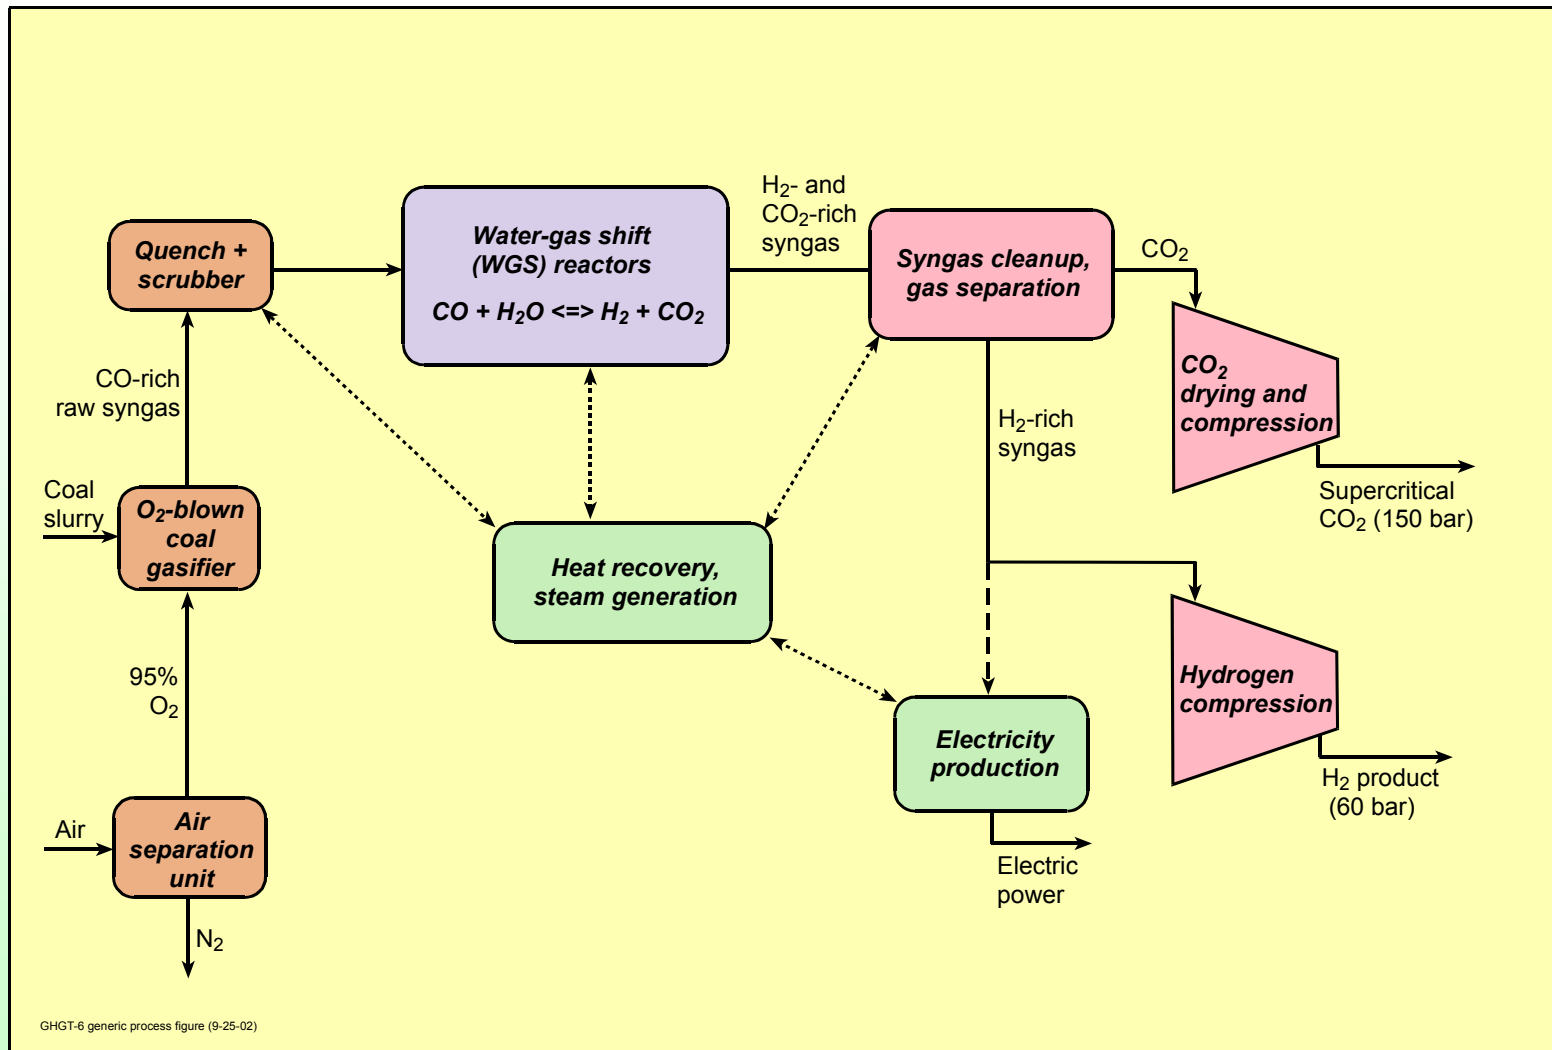 H₂- and
CO₂-rich
syngas
Quench +
scrubber
Water-gas shift
(WGS) reactors
CO + H₂O <=> H₂ + CO₂
Syngas cleanup,
gas separation
CO₂
CO₂
drying and
compression
CO-rich
raw syngas
H₂-rich
syngas
Coal
slurry
O₂-blown
coal
gasifier
Supercritical
CO₂ (150 bar)
Heat recovery,
steam generation
95%
O₂
Hydrogen
compression
Electricity
production
H₂ product
(60 bar)
Air
Air
separation
unit
Electric
power
N₂
GHGT-6 generic process figure (9-25-02)